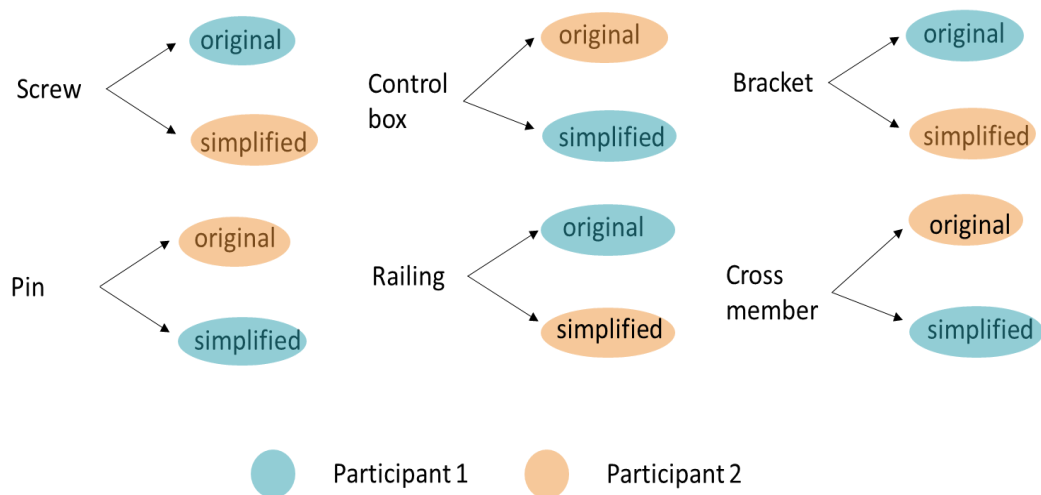 Screw
original
simplified
Control
box
original
simplified
Bracket
original
simplified
Pin
original
simplified
Railing
original
simplified
Cross
member
original
simplified
Participant 1
Participant 2